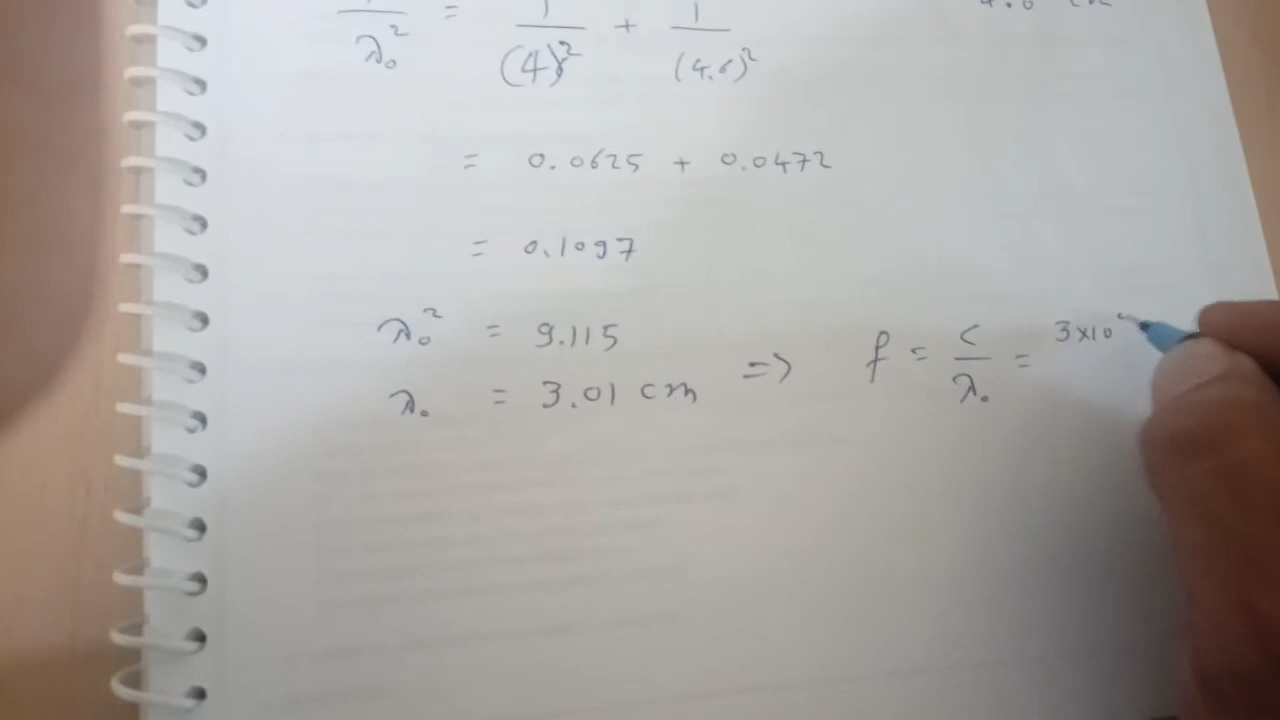 λ₀² = 1/(4)² + 1/(4.6)²
= 0.0625 + 0.0472
= 0.1097
λ₀² = 9.115
λ₀ = 3.01 cm => f = c/λ₀ = 3×10